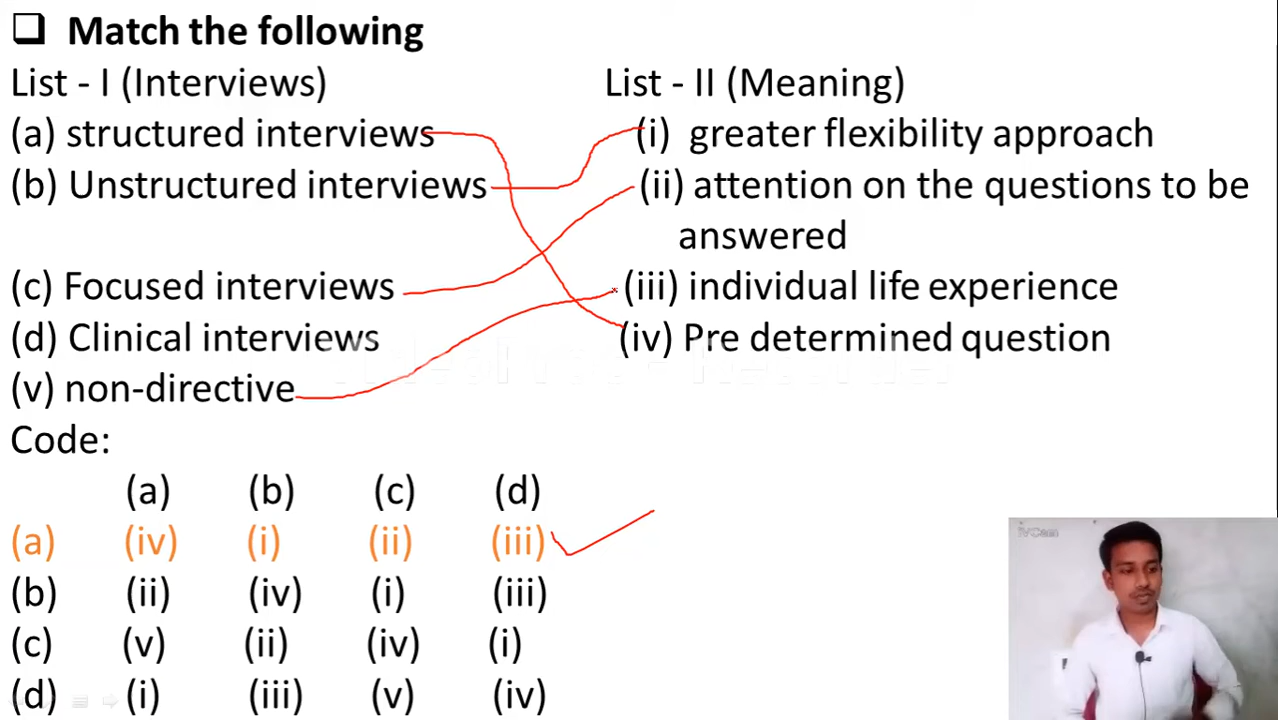 ❑ Match the following
List - I (Interviews) List - II (Meaning)
(a) structured interviews (i) greater flexibility approach
(b) Unstructured interviews (ii) attention on the questions to be
answered
(c) Focused interviews (iii) individual life experience
(d) Clinical interviews (iv) Pre determined question
(v) non-directive
Code:
(a) (b) (c) (d)
(a) (iv) (i) (ii) (iii)
(b) (ii) (iv) (i) (iii)
(c) (v) (ii) (iv) (i)
(d) (i) (iii) (v) (iv)
iVCam